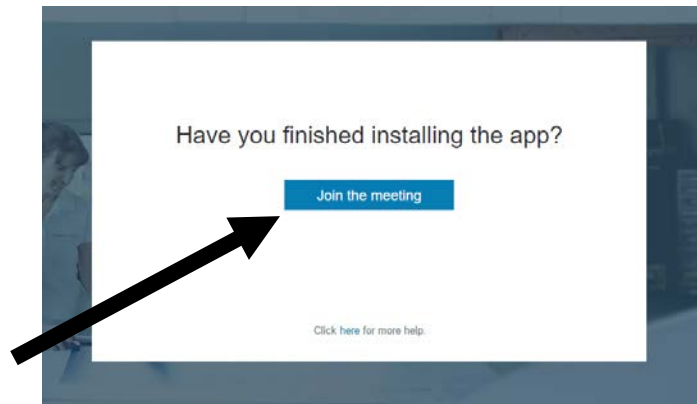 Have you finished installing the app?
Join the meeting
Click here for more help.